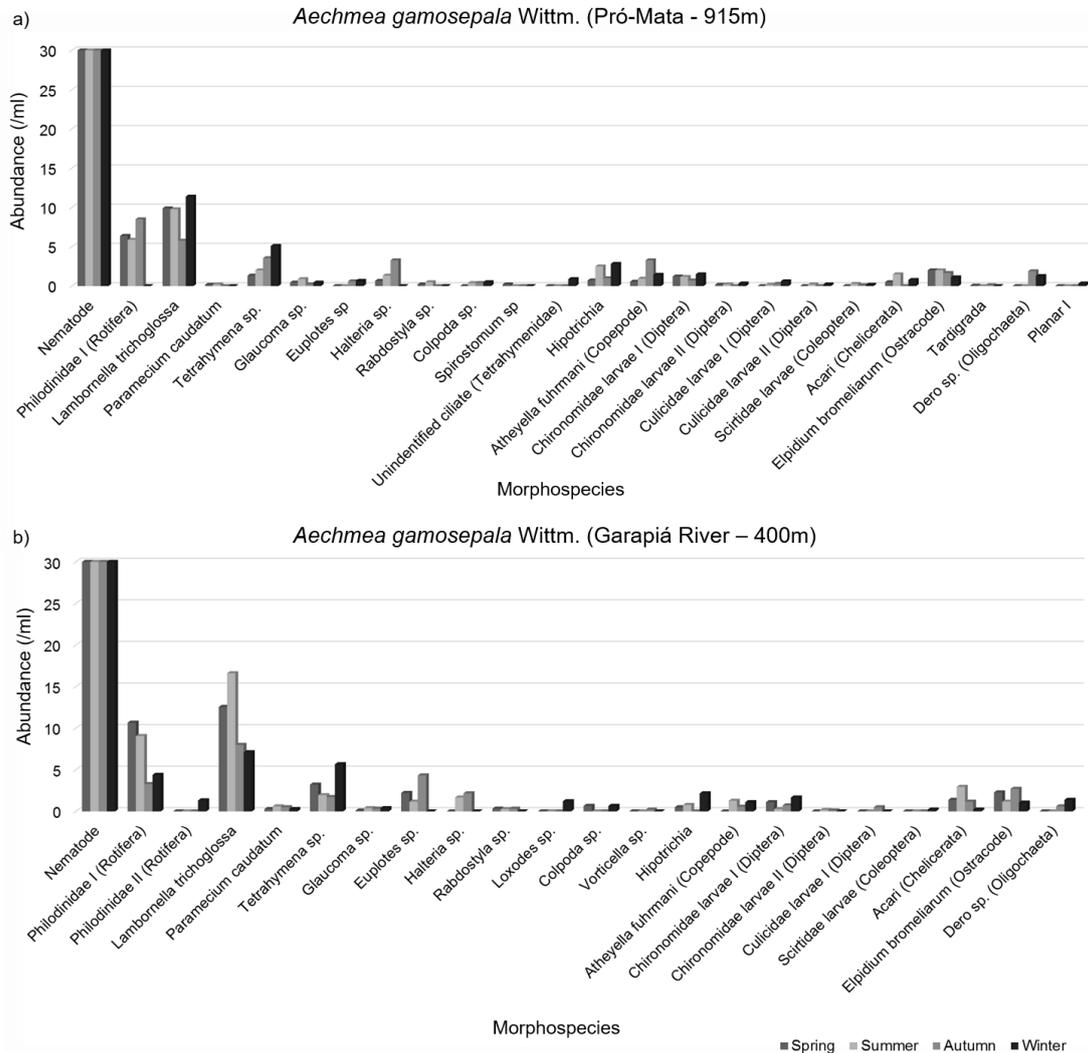 a)
Aechmea gamosepala Wittm. (Pró-Mata - 915m)
Abundance (/ml)
30
25
20
15
10
5
0
Nematode
Philodinidae I (Rotifera)
Lambornella trichoglossa
Paramecium caudatum
Tetrahymena sp.
Glaucoma sp.
Euplotes sp
Halteria sp.
Rabdostyla sp.
Colpoda sp.
Spirostomum sp
Unindentified ciliate (Tetrahymenidae)
Hipotrichia
Atheyella fuhrmani (Copepode)
Chironomidae larvae I (Diptera)
Chironomidae larvae II (Diptera)
Culicidae larvae I (Diptera)
Culicidae larvae II (Diptera)
Scirtidae larvae (Coleoptera)
Acari (Chelicerata)
Elpidium bromeliarum (Ostracode)
Tardigrada
Dero sp. (Oligochaeta)
Planar I
Morphospecies
b)
Aechmea gamosepala Wittm. (Garapiá River – 400m)
Abundance (/ml)
30
25
20
15
10
5
0
Nematode
Philodinidae I (Rotifera)
Philodinidae II (Rotifera)
Lambornella trichoglossa
Paramecium caudatum
Tetrahymena sp.
Glaucoma sp.
Euplotes sp.
Halteria sp.
Rabdostyla sp.
Loxodes sp.
Colpoda sp.
Vorticella sp.
Hipotrichia
Atheyella fuhrmani (Copepode)
Chironomidae larvae I (Diptera)
Chironomidae larvae II (Diptera)
Culicidae larvae I (Diptera)
Scirtidae larvae (Coleoptera)
Acari (Chelicerata)
Elpidium bromeliarum (Ostracode)
Dero sp. (Oligochaeta)
Morphospecies
Spring Summer Autumn Winter